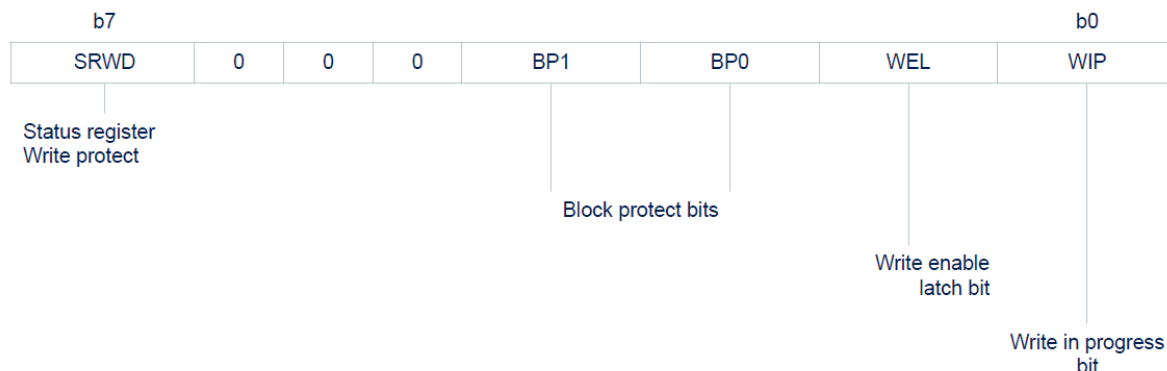 b7 b0
SRWD 0 0 0 BP1 BP0 WEL WIP
Status register
Write protect
Block protect bits
Write enable
latch bit
Write in progress
bit